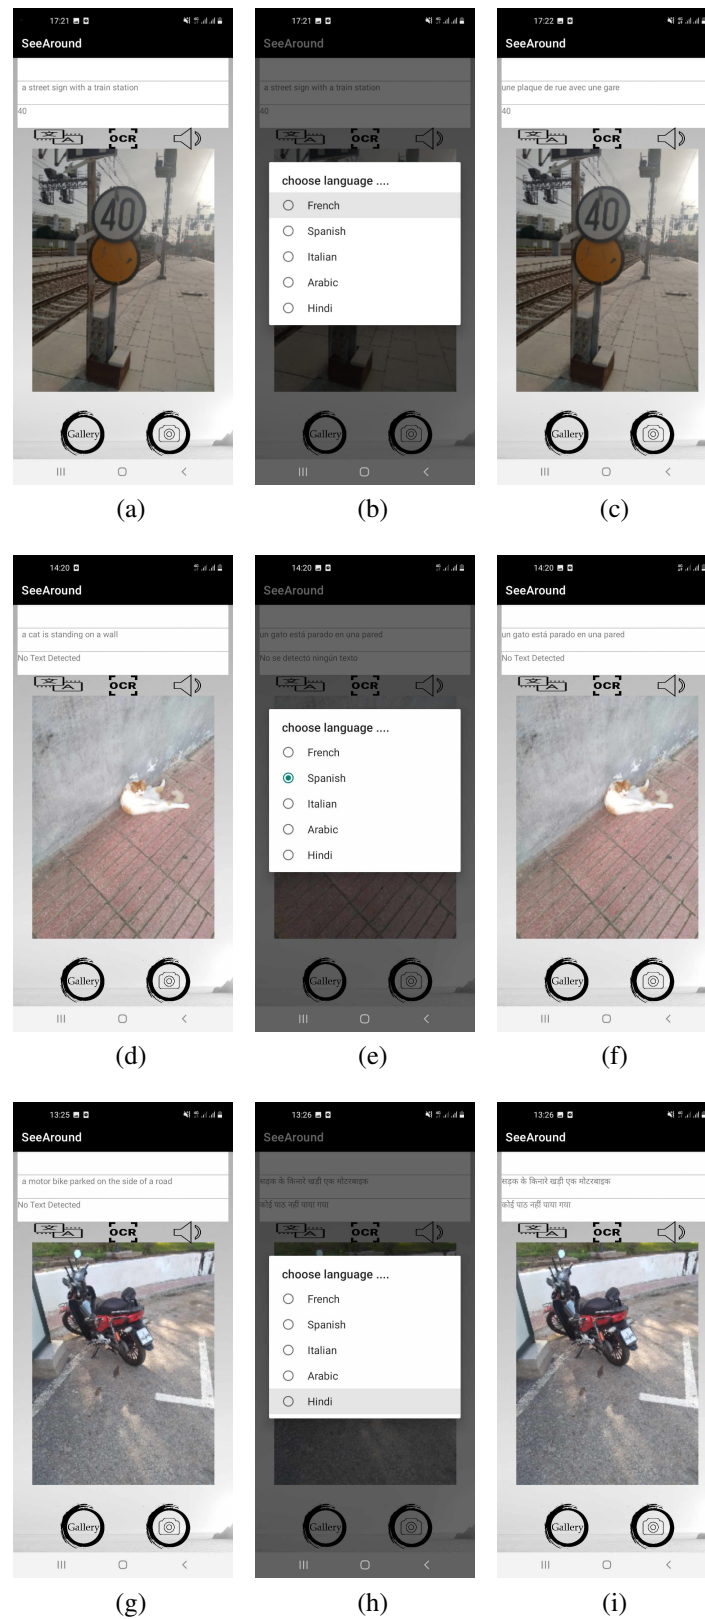 17:21
SeeAround
a street sign with a train station
40
OCR
40
Gallery
(a)
17:21
SeeAround
a street sign with a train station
40
OCR
choose language ....
French
Spanish
Italian
Arabic
Hindi
Gallery
(b)
17:22
SeeAround
une plaque de rue avec une gare
40
OCR
40
Gallery
(c)
14:20
SeeAround
a cat is standing on a wall
No Text Detected
OCR
Gallery
(d)
14:20
SeeAround
un gato está parado en una pared
No se detectó ningún texto
OCR
choose language ....
French
Spanish
Italian
Arabic
Hindi
Gallery
(e)
14:20
SeeAround
un gato está parado en una pared
No Text Detected
OCR
Gallery
(f)
13:25
SeeAround
a motor bike parked on the side of a road
No Text Detected
OCR
Gallery
(g)
13:26
SeeAround
सड़क के किनारे खड़ी एक मोटरबाइक
कोई पाठ नहीं पाया गया
OCR
choose language ....
French
Spanish
Italian
Arabic
Hindi
Gallery
(h)
13:26
SeeAround
सड़क के किनारे खड़ी एक मोटरबाइक
कोई पाठ नहीं पाया गया
OCR
Gallery
(i)